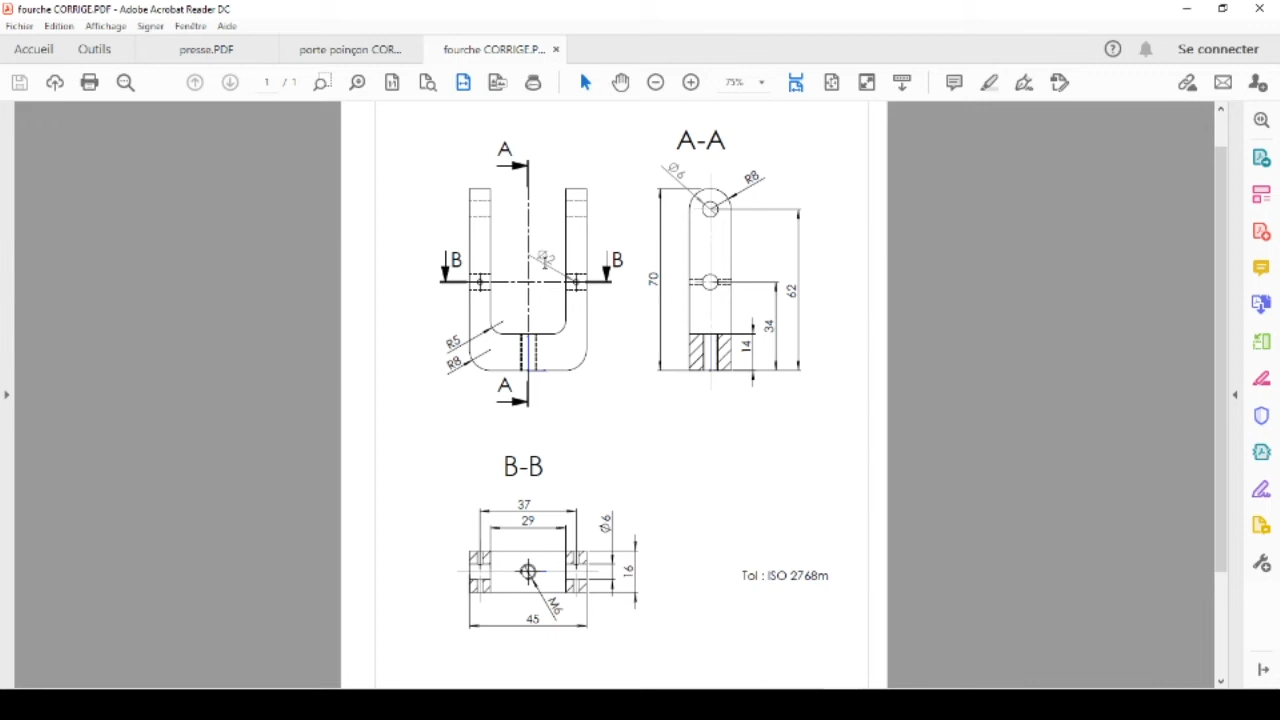 fourche CORRIGE.PDF - Adobe Acrobat Reader DC
Fichier Edition Affichage Signer Fenêtre Aide
Accueil Outils presse.PDF porte poinçon COR... fourche CORRIGE.P... ×
Se connecter
1 / 1
75%
A
A-A
Ø6
R8
B
B
70
62
34
14
R5
R8
A
B-B
37
29
Ø6
16
M6
45
Tol : ISO 2768m